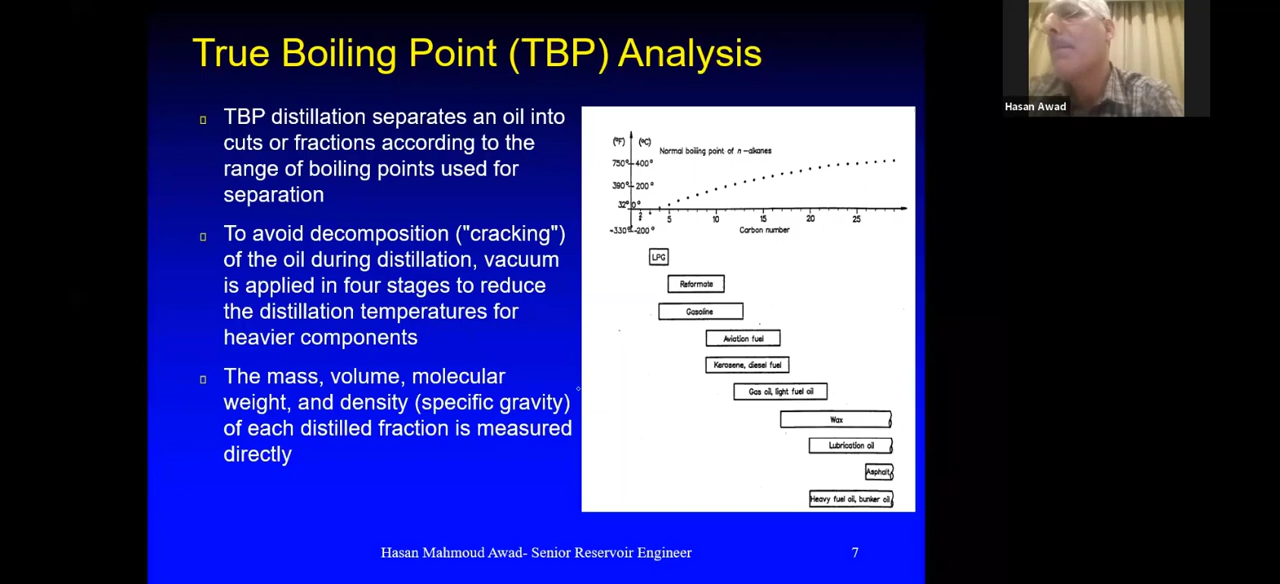 True Boiling Point (TBP) Analysis
TBP distillation separates an oil into
cuts or fractions according to the
range of boiling points used for
separation
To avoid decomposition ("cracking")
of the oil during distillation, vacuum
is applied in four stages to reduce
the distillation temperatures for
heavier components
The mass, volume, molecular
weight, and density (specific gravity)
of each distilled fraction is measured
directly
(°F) (°C)
Normal boiling point of n-alkanes
750° 400°
390° 200°
32° 0°
-330° -200°
5 10 15 20 25
Carbon number
LPG
Reformate
Gasoline
Aviation fuel
Kerosene, diesel fuel
Gas oil, light fuel oil
Wax
Lubrication oil
Asphalt
Heavy fuel oil, bunker oil
Hasan Mahmoud Awad- Senior Reservoir Engineer
7
Hasan Awad